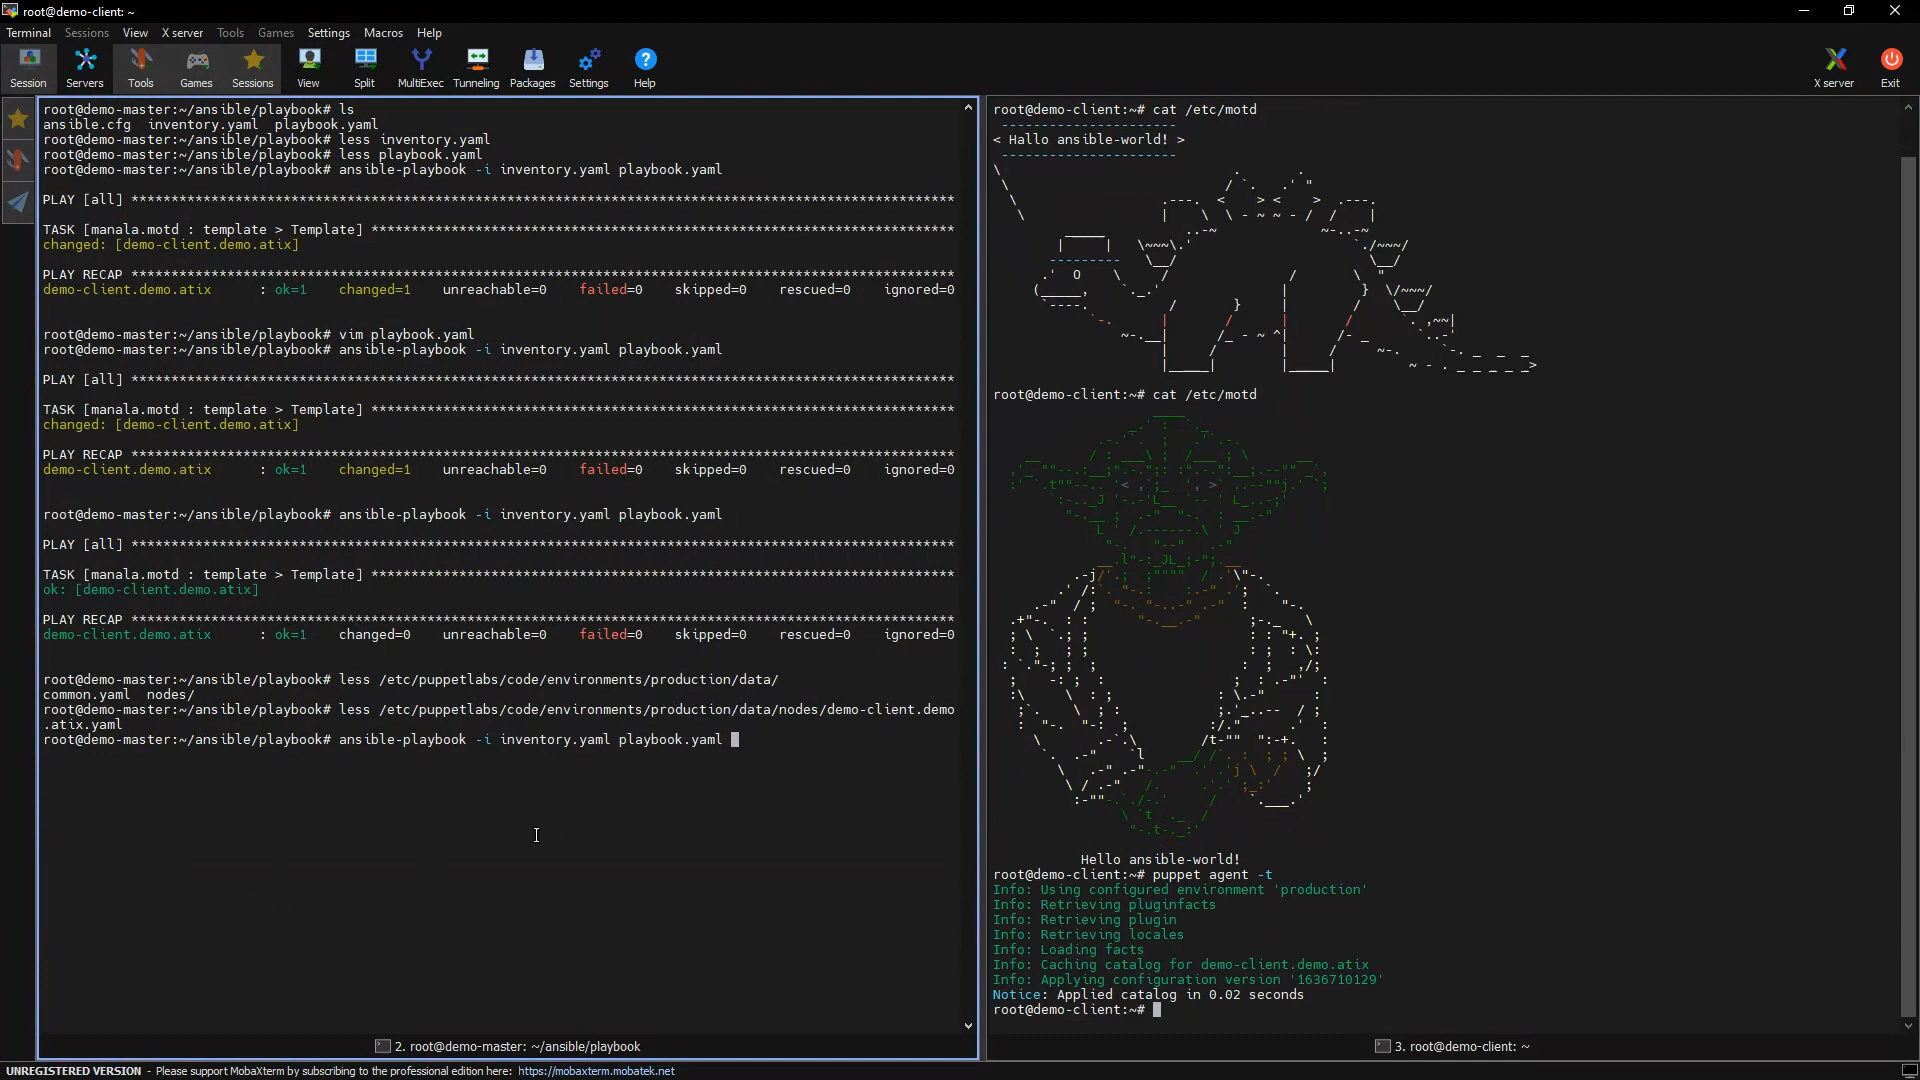 root@demo-client: ~
Terminal Sessions View X server Tools Games Settings Macros Help
Session Servers Tools Games Sessions View Split MultiExec Tunneling Packages Settings Help X server Exit
root@demo-master:~/ansible/playbook# ls
ansible.cfg  inventory.yaml  playbook.yaml
root@demo-master:~/ansible/playbook# less inventory.yaml
root@demo-master:~/ansible/playbook# less playbook.yaml
root@demo-master:~/ansible/playbook# ansible-playbook -i inventory.yaml playbook.yaml
PLAY [all] *******************************************************************************************************
TASK [manala.motd : template > Template] *************************************************************************
changed: [demo-client.demo.atix]
PLAY RECAP *******************************************************************************************************
demo-client.demo.atix      : ok=1    changed=1    unreachable=0    failed=0    skipped=0    rescued=0    ignored=0
root@demo-master:~/ansible/playbook# vim playbook.yaml
root@demo-master:~/ansible/playbook# ansible-playbook -i inventory.yaml playbook.yaml
PLAY [all] *******************************************************************************************************
TASK [manala.motd : template > Template] *************************************************************************
changed: [demo-client.demo.atix]
PLAY RECAP *******************************************************************************************************
demo-client.demo.atix      : ok=1    changed=1    unreachable=0    failed=0    skipped=0    rescued=0    ignored=0
root@demo-master:~/ansible/playbook# ansible-playbook -i inventory.yaml playbook.yaml
PLAY [all] *******************************************************************************************************
TASK [manala.motd : template > Template] *************************************************************************
ok: [demo-client.demo.atix]
PLAY RECAP *******************************************************************************************************
demo-client.demo.atix      : ok=1    changed=0    unreachable=0    failed=0    skipped=0    rescued=0    ignored=0
root@demo-master:~/ansible/playbook# less /etc/puppetlabs/code/environments/production/data/
common.yaml  nodes/
root@demo-master:~/ansible/playbook# less /etc/puppetlabs/code/environments/production/data/nodes/demo-client.demo
.atix.yaml
root@demo-master:~/ansible/playbook# ansible-playbook -i inventory.yaml playbook.yaml
2. root@demo-master: ~/ansible/playbook
root@demo-client:~# cat /etc/motd
< Hallo ansible-world! >
root@demo-client:~# cat /etc/motd
Hello ansible-world!
root@demo-client:~# puppet agent -t
Info: Using configured environment 'production'
Info: Retrieving pluginfacts
Info: Retrieving plugin
Info: Retrieving locales
Info: Loading facts
Info: Caching catalog for demo-client.demo.atix
Info: Applying configuration version '1636710129'
Notice: Applied catalog in 0.02 seconds
root@demo-client:~#
3. root@demo-client: ~
UNREGISTERED VERSION - Please support MobaXterm by subscribing to the professional edition here: https://mobaxterm.mobatek.net